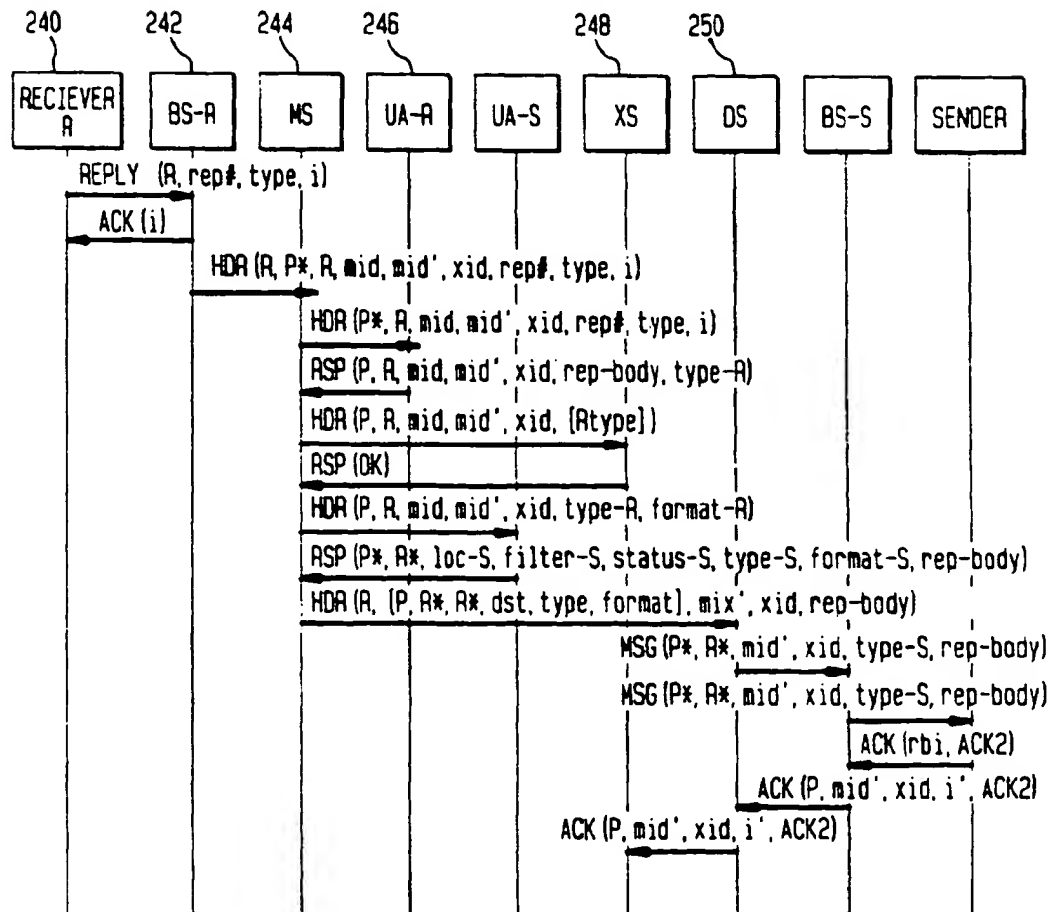 240 242 244 246 248 250
RECIEVER R BS-R MS UA-R UA-S XS DS BS-S SENDER
REPLY (R, rep#, type, i)
ACK (i)
HDR (R, P*, R, mid, mid', xid, rep#, type, i)
HDR (P*, R, mid, mid', xid, rep#, type, i)
RSP (P, R, mid, mid', xid, rep-body, type-R)
HDR (P, R, mid, mid', xid, [Rtype])
RSP (OK)
HDR (P, R, mid, mid', xid, type-R, format-R)
RSP (P*, R*, loc-S, filter-S, status-S, type-S, format-S, rep-body)
HDR (R, [P, R*, R*, dst, type, format], mix', xid, rep-body)
MSG (P*, R*, mid', xid, type-S, rep-body)
MSG (P*, R*, mid', xid, type-S, rep-body)
ACK (rbi, ACK2)
ACK (P, mid', xid, i', ACK2)
ACK (P, mid', xid, i', ACK2)